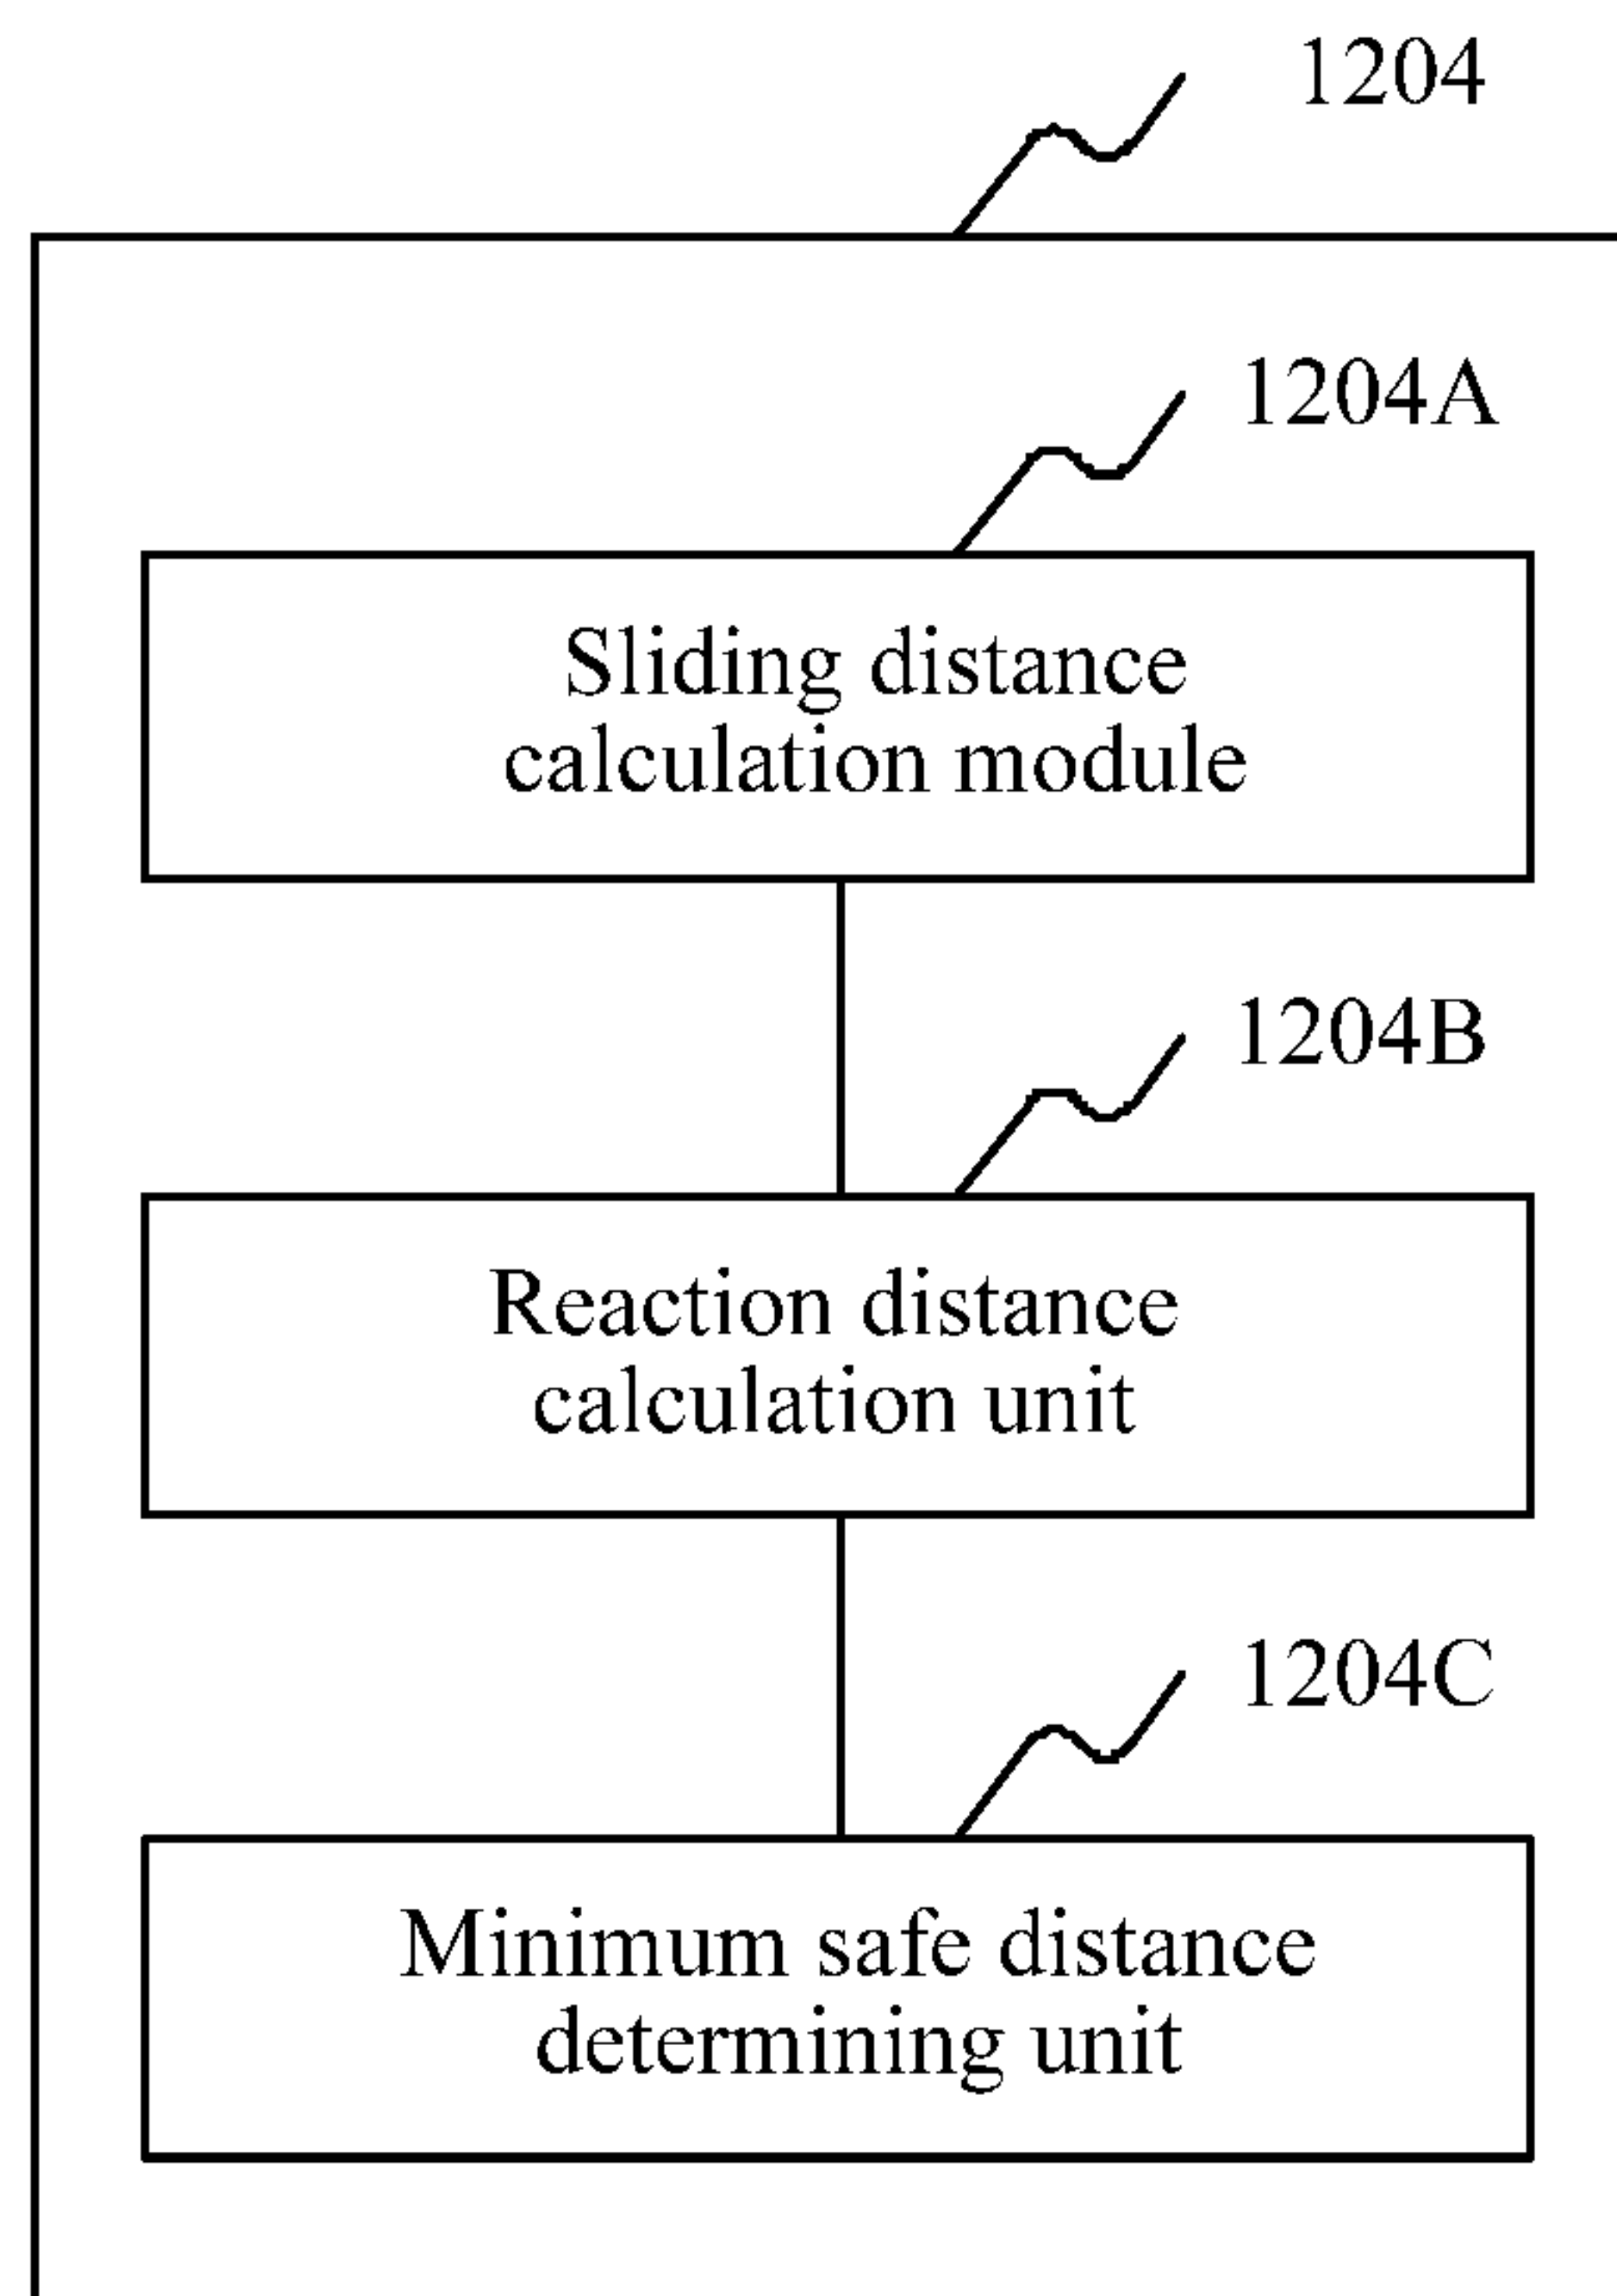 1204
1204A
Sliding distance
calculation module
1204B
Reaction distance
calculation unit
1204C
Minimum safe distance
determining unit